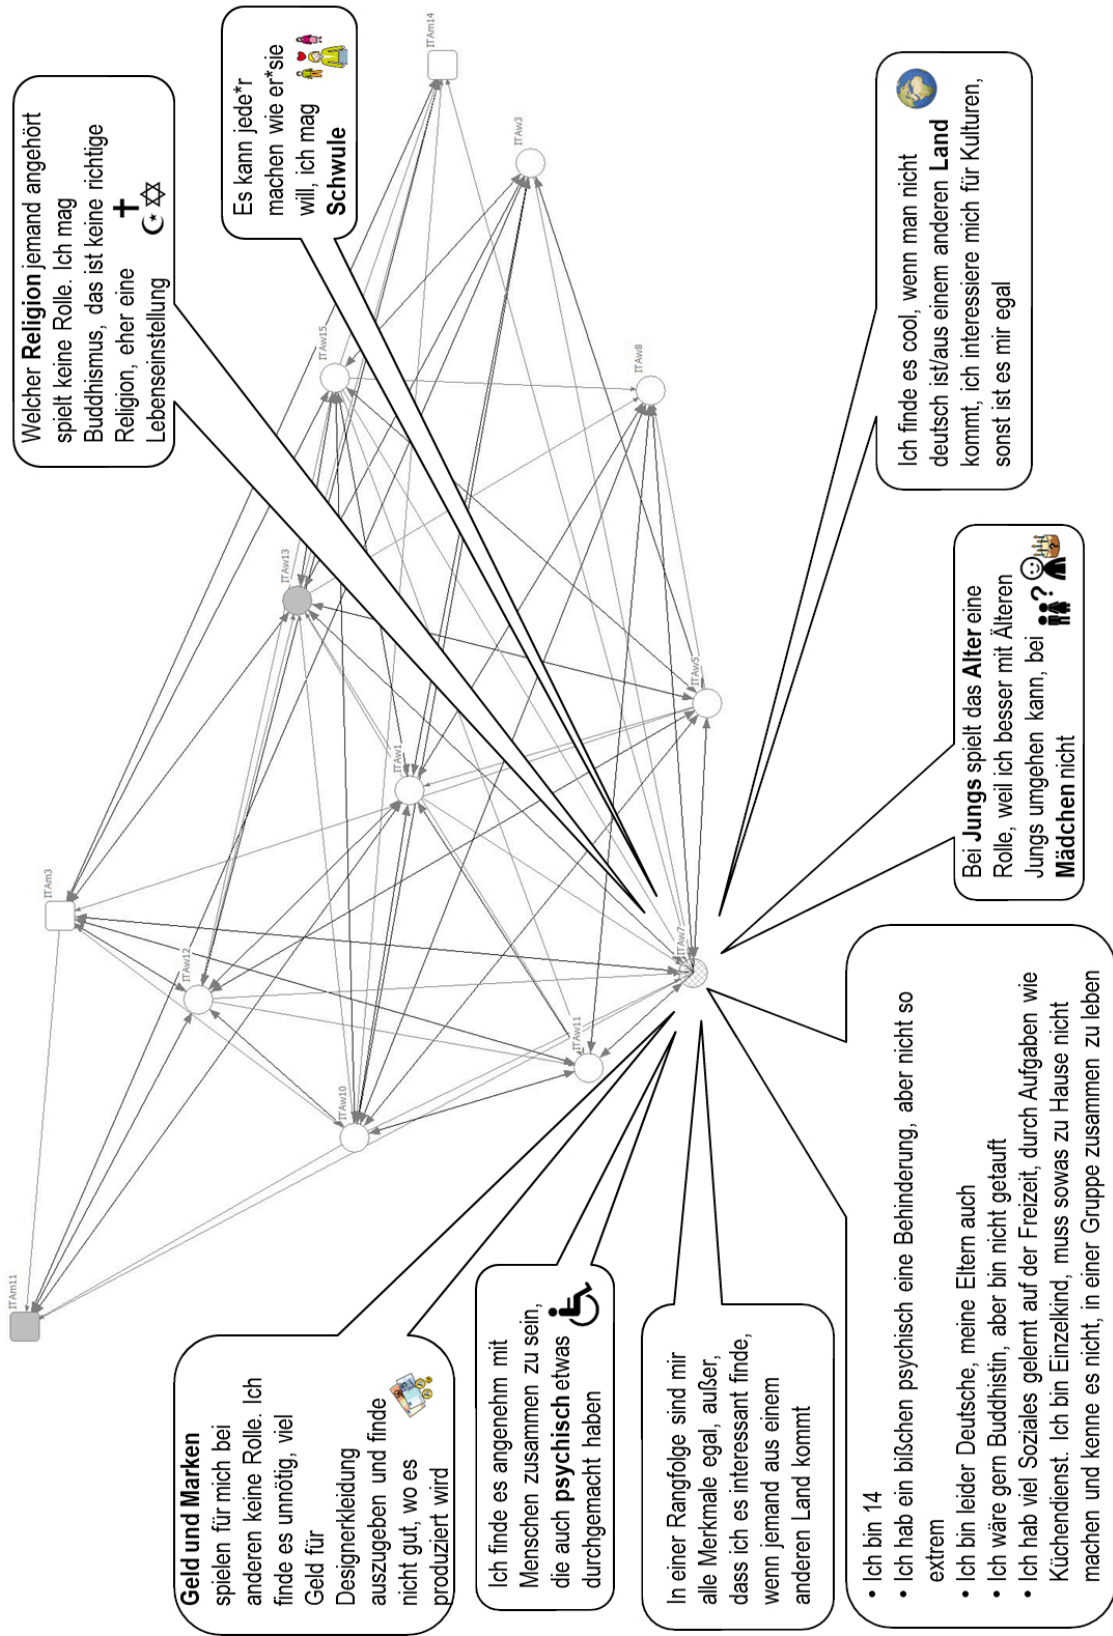 Geld und Marken
spielen für mich bei
anderen keine Rolle. Ich
finde es unnötig, viel
Geld für
Designerkleidung
auszugeben und finde
nicht gut, wo es
produziert wird
Ich finde es angenehm mit
Menschen zusammen zu sein,
die auch psychisch etwas
durchgemacht haben
In einer Rangfolge sind mir
alle Merkmale egal, außer,
dass ich es interessant finde,
wenn jemand aus einem
anderen Land kommt
• Ich bin 14
• Ich hab ein bißchen psychisch eine Behinderung, aber nicht so
extrem
• Ich bin leider Deutsche, meine Eltern auch
• Ich wäre gern Buddhistin, aber bin nicht getauft
• Ich hab viel Soziales gelernt auf der Freizeit, durch Aufgaben wie
Küchendienst. Ich bin Einzelkind, muss sowas zu Hause nicht
machen und kenne es nicht, in einer Gruppe zusammen zu leben
Welcher Religion jemand angehört
spielt keine Rolle. Ich mag
Buddhismus, das ist keine richtige
Religion, eher eine
Lebenseinstellung
Es kann jede*r
machen wie er*sie
will, ich mag
Schwule
Ich finde es cool, wenn man nicht
deutsch ist/aus einem anderen Land
kommt, ich interessiere mich für Kulturen,
sonst ist es mir egal
Bei Jungs spielt das Alter eine
Rolle, weil ich besser mit Älteren
Jungs umgehen kann, bei
Mädchen nicht
?
ITAm11
ITAm3
ITAw12
ITAw10
ITAw11
ITAw7
ITAw1
ITAw13
ITAw5
ITAw15
ITAw8
ITAw3
ITAm14